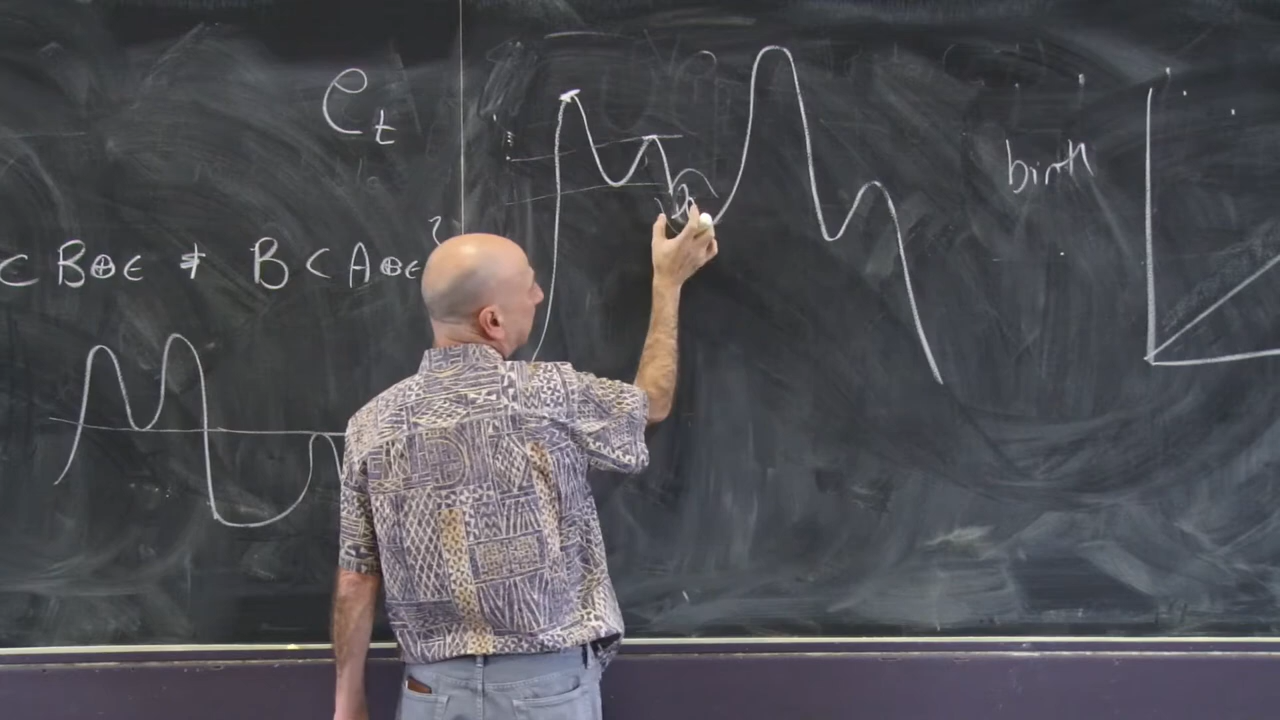 e_t
⊂ B⊕ϵ & B ⊂ A⊕ϵ
birth